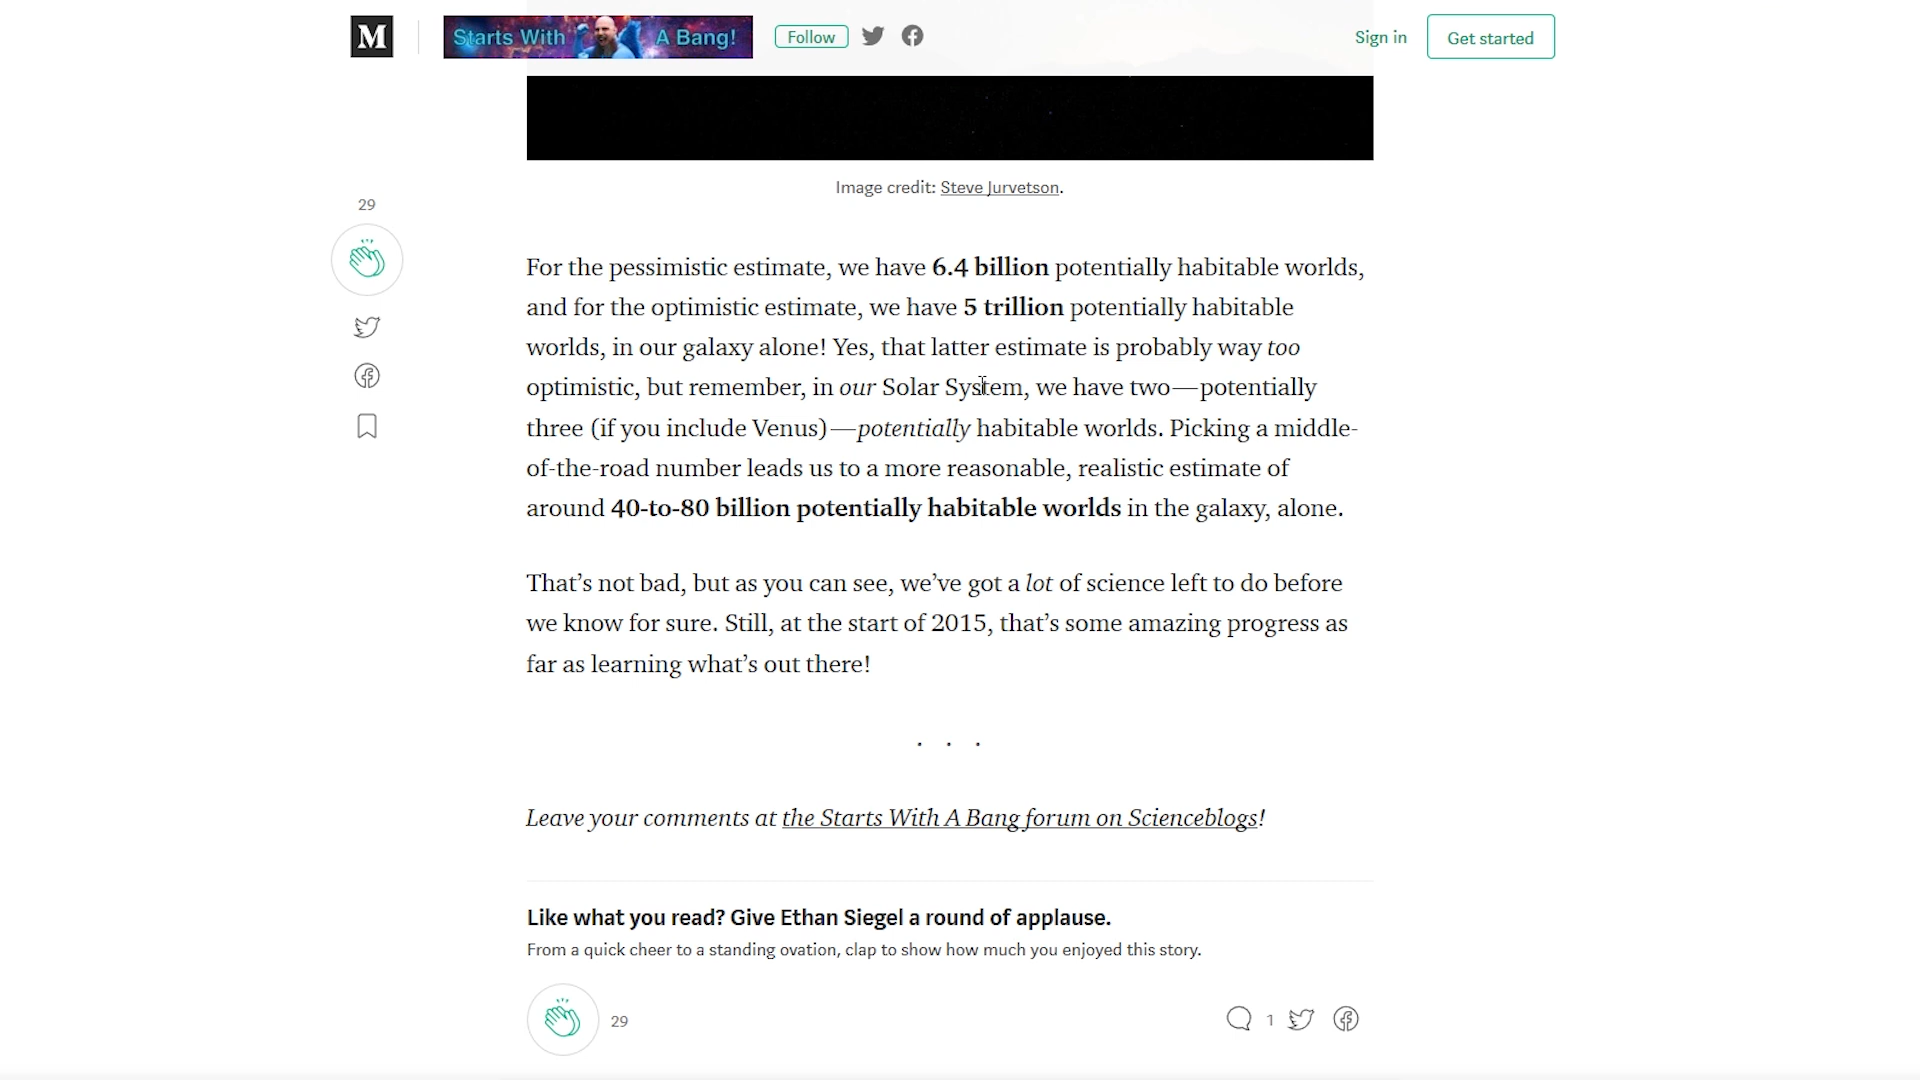 M
Starts With A Bang!
Follow
Sign in
Get started
Image credit: Steve Jurvetson.
29
For the pessimistic estimate, we have 6.4 billion potentially habitable worlds,
and for the optimistic estimate, we have 5 trillion potentially habitable
worlds, in our galaxy alone! Yes, that latter estimate is probably way too
optimistic, but remember, in our Solar System, we have two—potentially
three (if you include Venus)—potentially habitable worlds. Picking a middle-
of-the-road number leads us to a more reasonable, realistic estimate of
around 40-to-80 billion potentially habitable worlds in the galaxy, alone.
That’s not bad, but as you can see, we’ve got a lot of science left to do before
we know for sure. Still, at the start of 2015, that’s some amazing progress as
far as learning what’s out there!
. . .
Leave your comments at the Starts With A Bang forum on Scienceblogs!
Like what you read? Give Ethan Siegel a round of applause.
From a quick cheer to a standing ovation, clap to show how much you enjoyed this story.
29
1